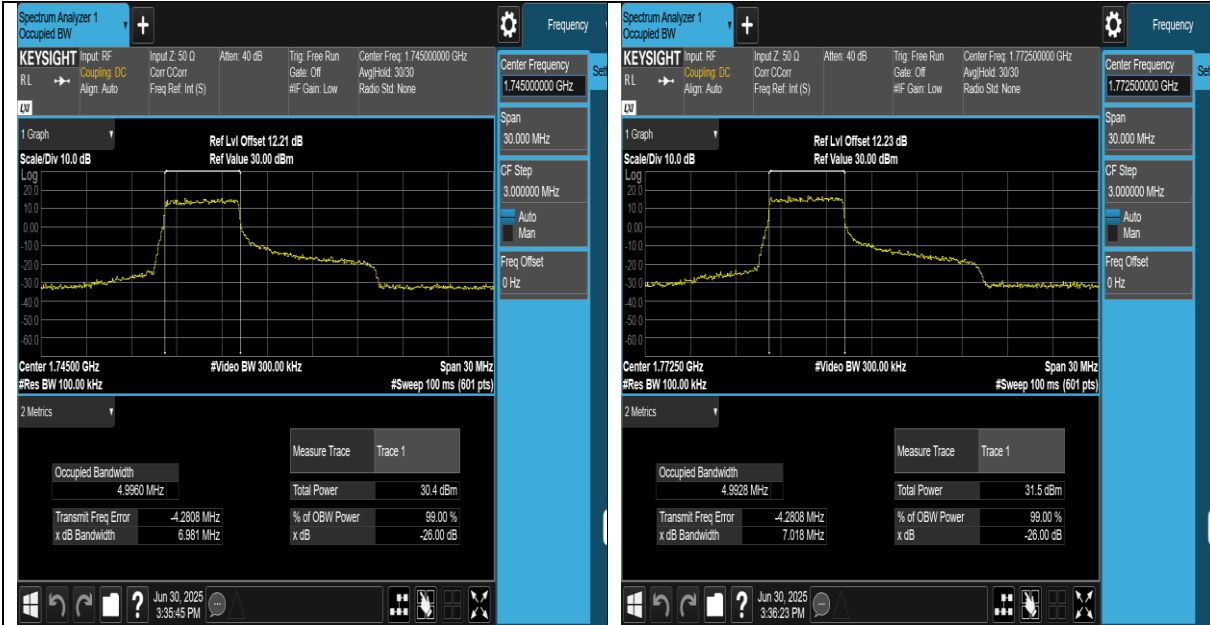 Spectrum Analyzer 1
Occupied BW
+
Frequency
KEYSIGHT
RL
LXI
Input: RF
Coupling: DC
Align: Auto
Input Z: 50 Ω
Corr CCorr
Freq Ref: Int (S)
Atten: 40 dB
Trig: Free Run
Gate: Off
#IF Gain: Low
Center Freq: 1.745000000 GHz
Avg|Hold: 30/30
Radio Std: None
Center Frequency
1.745000000 GHz
Set
Span
30.000 MHz
CF Step
3.000000 MHz
Auto
Man
Freq Offset
0 Hz
1 Graph
Ref Lvl Offset 12.21 dB
Scale/Div 10.0 dB
Ref Value 30.00 dBm
Log
20.0
10.0
0.00
-10.0
-20.0
-30.0
-40.0
-50.0
-60.0
Center 1.74500 GHz
#Video BW 300.00 kHz
Span 30 MHz
#Res BW 100.00 kHz
#Sweep 100 ms (601 pts)
2 Metrics
Measure Trace
Trace 1
Occupied Bandwidth
4.9960 MHz
Total Power
30.4 dBm
Transmit Freq Error
-4.2808 MHz
% of OBW Power
99.00 %
x dB Bandwidth
6.981 MHz
x dB
-26.00 dB
?
Jun 30, 2025
3:35:45 PM
Spectrum Analyzer 1
Occupied BW
+
Frequency
KEYSIGHT
RL
LXI
Input: RF
Coupling: DC
Align: Auto
Input Z: 50 Ω
Corr CCorr
Freq Ref: Int (S)
Atten: 40 dB
Trig: Free Run
Gate: Off
#IF Gain: Low
Center Freq: 1.772500000 GHz
Avg|Hold: 30/30
Radio Std: None
Center Frequency
1.772500000 GHz
Set
Span
30.000 MHz
CF Step
3.000000 MHz
Auto
Man
Freq Offset
0 Hz
1 Graph
Ref Lvl Offset 12.23 dB
Scale/Div 10.0 dB
Ref Value 30.00 dBm
Log
20.0
10.0
0.00
-10.0
-20.0
-30.0
-40.0
-50.0
-60.0
Center 1.77250 GHz
#Video BW 300.00 kHz
Span 30 MHz
#Res BW 100.00 kHz
#Sweep 100 ms (601 pts)
2 Metrics
Measure Trace
Trace 1
Occupied Bandwidth
4.9928 MHz
Total Power
31.5 dBm
Transmit Freq Error
-4.2808 MHz
% of OBW Power
99.00 %
x dB Bandwidth
7.018 MHz
x dB
-26.00 dB
?
Jun 30, 2025
3:36:23 PM